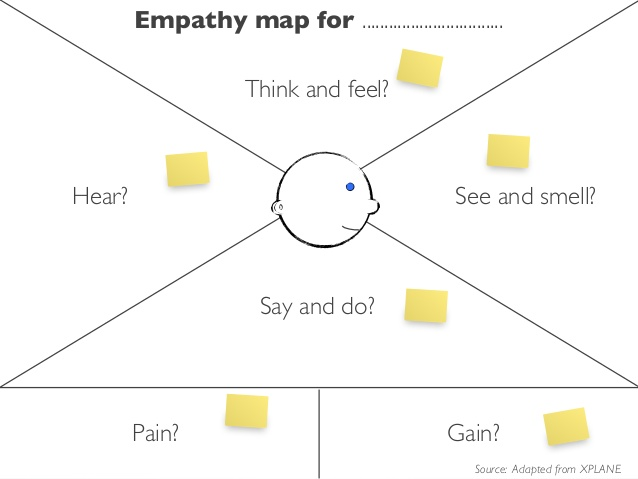 Empathy map for ................................
Think and feel?
Hear?
See and smell?
Say and do?
Pain?
Gain?
Source: Adapted from XPLANE